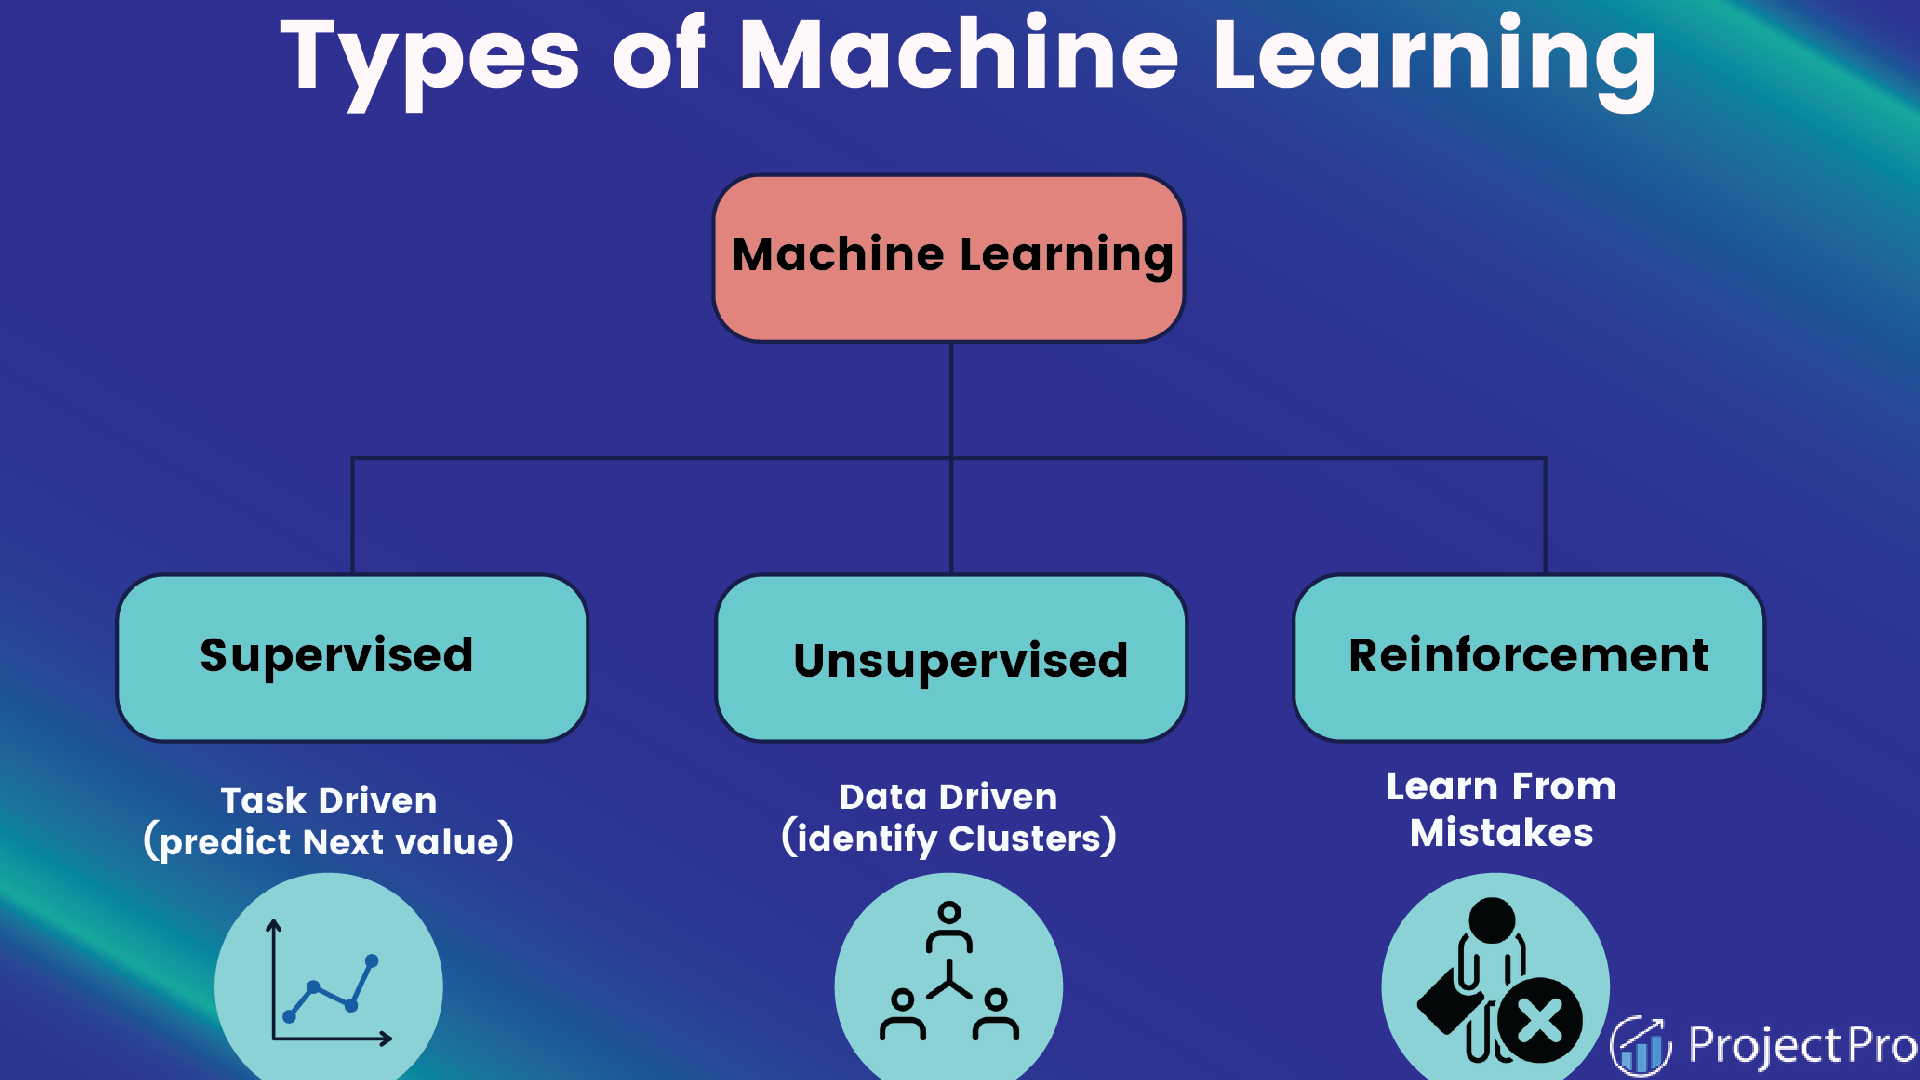 Types of Machine Learning
Machine Learning
Supervised
Unsupervised
Reinforcement
Task Driven
(predict Next value)
Data Driven
(identify Clusters)
Learn From
Mistakes
ProjectPro